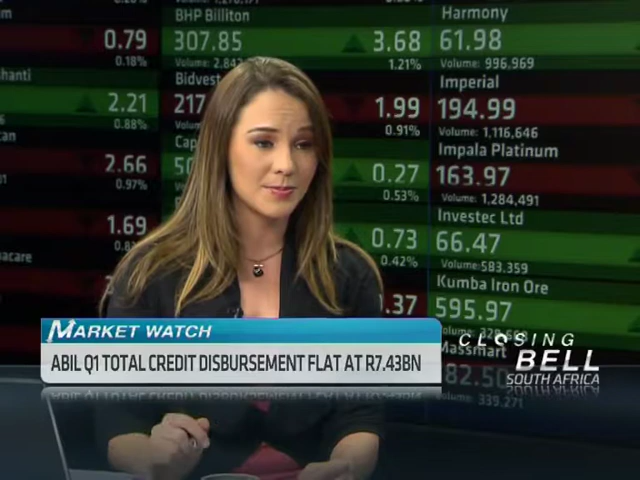 BHP Billiton
307.85
3.68
Volume: 2,84
1.21%
Harmony
61.98
Volume: 996,969
0.79
0.18%
Bidvest
217
1.99
0.91%
Imperial
194.99
Volume: 1,116,646
2.21
0.88%
Impala Platinum
163.97
Volume: 1,284,491
2.66
0.97%
0.27
0.53%
Investec Ltd
66.47
Volume: 583,359
1.69
0.73
0.42%
Kumba Iron Ore
595.97
.37
Massmart
339,271
MARKET WATCH
ABIL Q1 TOTAL CREDIT DISBURSEMENT FLAT AT R7.43BN
CLOSING
BELL
SOUTH AFRICA